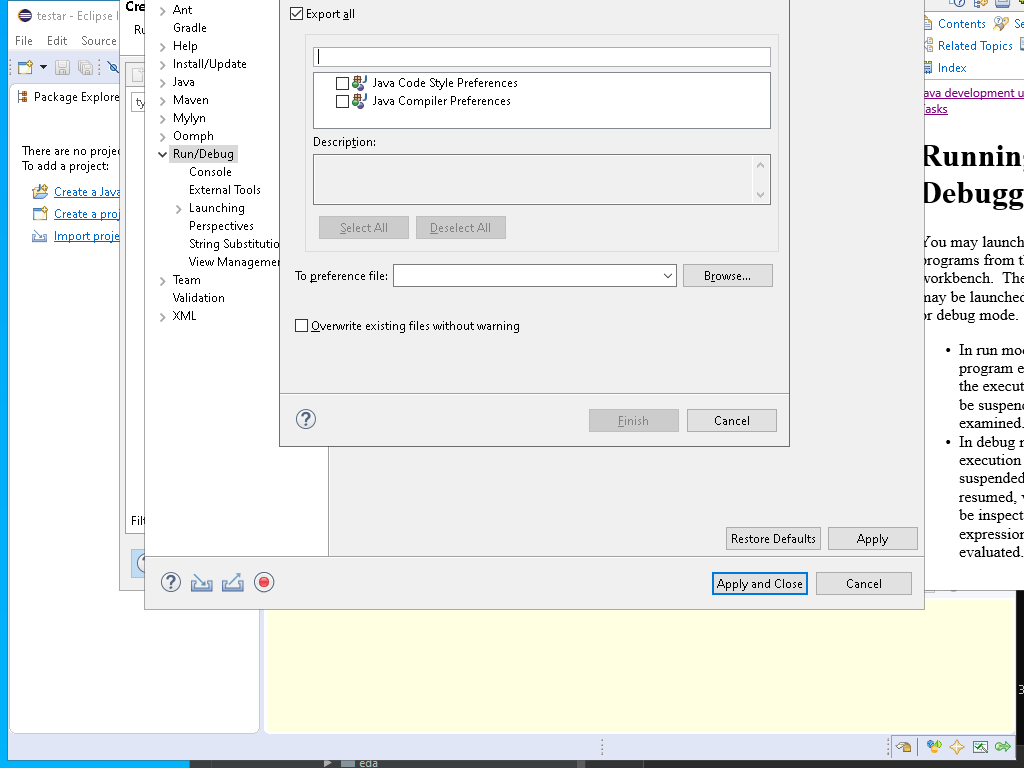 testar - Eclipse
File Edit Source
Package Explore
There are no projec
To add a project:
Create a Java
Create a proj
Import proje
Cre
Ru
ty
Filt
Ant
Gradle
Help
Install/Update
Java
Maven
Mylyn
Oomph
Run/Debug
Console
External Tools
Launching
Perspectives
String Substitutio
View Managemen
Team
Validation
XML
Export all
Java Code Style Preferences
Java Compiler Preferences
Description:
Select All Deselect All
To preference file: Browse...
Overwrite existing files without warning
Finish Cancel
Restore Defaults Apply
Apply and Close Cancel
Contents Se
Related Topics
Index
ava development u
asks
Running
Debugg
You may launch
programs from th
workbench. The
may be launched
or debug mode.
• In run mod
program e
the execut
be suspend
examined.
• In debug m
execution
suspended
resumed, v
be inspect
expression
evaluated.
3
eda